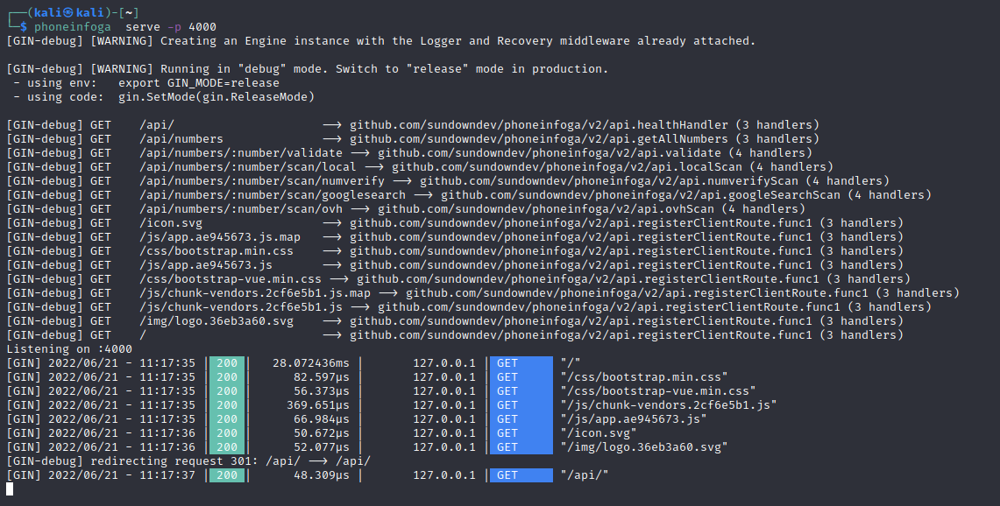 ┌──(kali㉿kali)-[~]
└─$ phoneinfoga  serve -p 4000
[GIN-debug] [WARNING] Creating an Engine instance with the Logger and Recovery middleware already attached.

[GIN-debug] [WARNING] Running in "debug" mode. Switch to "release" mode in production.
 - using env:   export GIN_MODE=release
 - using code:  gin.SetMode(gin.ReleaseMode)

[GIN-debug] GET    /api/                     --> github.com/sundowndev/phoneinfoga/v2/api.healthHandler (3 handlers)
[GIN-debug] GET    /api/numbers              --> github.com/sundowndev/phoneinfoga/v2/api.getAllNumbers (3 handlers)
[GIN-debug] GET    /api/numbers/:number/validate --> github.com/sundowndev/phoneinfoga/v2/api.validate (4 handlers)
[GIN-debug] GET    /api/numbers/:number/scan/local --> github.com/sundowndev/phoneinfoga/v2/api.localScan (4 handlers)
[GIN-debug] GET    /api/numbers/:number/scan/numverify --> github.com/sundowndev/phoneinfoga/v2/api.numverifyScan (4 handlers)
[GIN-debug] GET    /api/numbers/:number/scan/googlesearch --> github.com/sundowndev/phoneinfoga/v2/api.googleSearchScan (4 handlers)
[GIN-debug] GET    /api/numbers/:number/scan/ovh --> github.com/sundowndev/phoneinfoga/v2/api.ovhScan (4 handlers)
[GIN-debug] GET    /icon.svg                 --> github.com/sundowndev/phoneinfoga/v2/api.registerClientRoute.func1 (3 handlers)
[GIN-debug] GET    /js/app.ae945673.js.map   --> github.com/sundowndev/phoneinfoga/v2/api.registerClientRoute.func1 (3 handlers)
[GIN-debug] GET    /css/bootstrap.min.css    --> github.com/sundowndev/phoneinfoga/v2/api.registerClientRoute.func1 (3 handlers)
[GIN-debug] GET    /js/app.ae945673.js       --> github.com/sundowndev/phoneinfoga/v2/api.registerClientRoute.func1 (3 handlers)
[GIN-debug] GET    /css/bootstrap-vue.min.css --> github.com/sundowndev/phoneinfoga/v2/api.registerClientRoute.func1 (3 handlers)
[GIN-debug] GET    /js/chunk-vendors.2cf6e5b1.js.map --> github.com/sundowndev/phoneinfoga/v2/api.registerClientRoute.func1 (3 handlers)
[GIN-debug] GET    /js/chunk-vendors.2cf6e5b1.js --> github.com/sundowndev/phoneinfoga/v2/api.registerClientRoute.func1 (3 handlers)
[GIN-debug] GET    /img/logo.36eb3a60.svg    --> github.com/sundowndev/phoneinfoga/v2/api.registerClientRoute.func1 (3 handlers)
[GIN-debug] GET    /                         --> github.com/sundowndev/phoneinfoga/v2/api.registerClientRoute.func1 (3 handlers)
Listening on :4000
[GIN] 2022/06/21 - 11:17:35 | 200 |   28.072436ms |       127.0.0.1 | GET      "/"
[GIN] 2022/06/21 - 11:17:35 | 200 |      82.597µs |       127.0.0.1 | GET      "/css/bootstrap.min.css"
[GIN] 2022/06/21 - 11:17:35 | 200 |      56.373µs |       127.0.0.1 | GET      "/css/bootstrap-vue.min.css"
[GIN] 2022/06/21 - 11:17:35 | 200 |     369.651µs |       127.0.0.1 | GET      "/js/chunk-vendors.2cf6e5b1.js"
[GIN] 2022/06/21 - 11:17:35 | 200 |      66.984µs |       127.0.0.1 | GET      "/js/app.ae945673.js"
[GIN] 2022/06/21 - 11:17:36 | 200 |      50.672µs |       127.0.0.1 | GET      "/icon.svg"
[GIN] 2022/06/21 - 11:17:36 | 200 |      52.077µs |       127.0.0.1 | GET      "/img/logo.36eb3a60.svg"
[GIN-debug] redirecting request 301: /api/ --> /api/
[GIN] 2022/06/21 - 11:17:37 | 200 |      48.309µs |       127.0.0.1 | GET      "/api/"